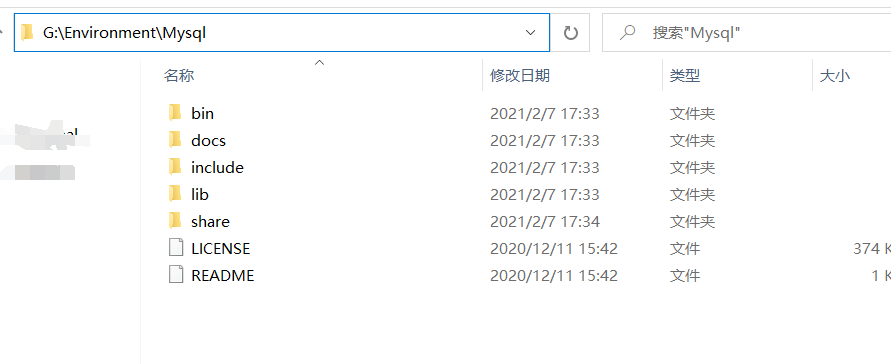 G:\Environment\Mysql
搜索"Mysql"
名称 修改日期 类型 大小
bin 2021/2/7 17:33 文件夹
docs 2021/2/7 17:33 文件夹
include 2021/2/7 17:33 文件夹
lib 2021/2/7 17:33 文件夹
share 2021/2/7 17:34 文件夹
LICENSE 2020/12/11 15:42 文件 374 K
README 2020/12/11 15:42 文件 1 K